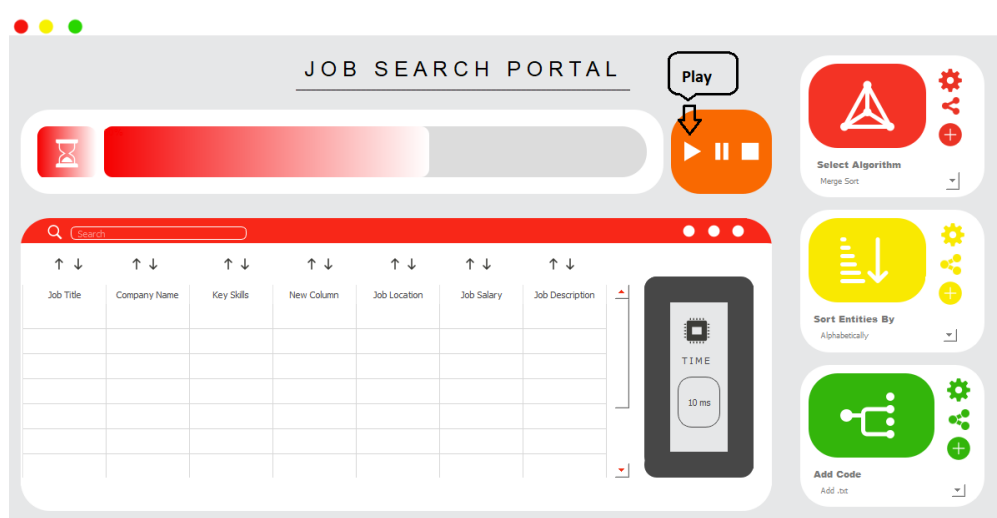 JOB SEARCH PORTAL
Play
Select Algorithm
Merge Sort
Search
Job Title Company Name Key Skills New Column Job Location Job Salary Job Description
Sort Entities By
Alphabetically
TIME
10 ms
Add Code
Add .txt